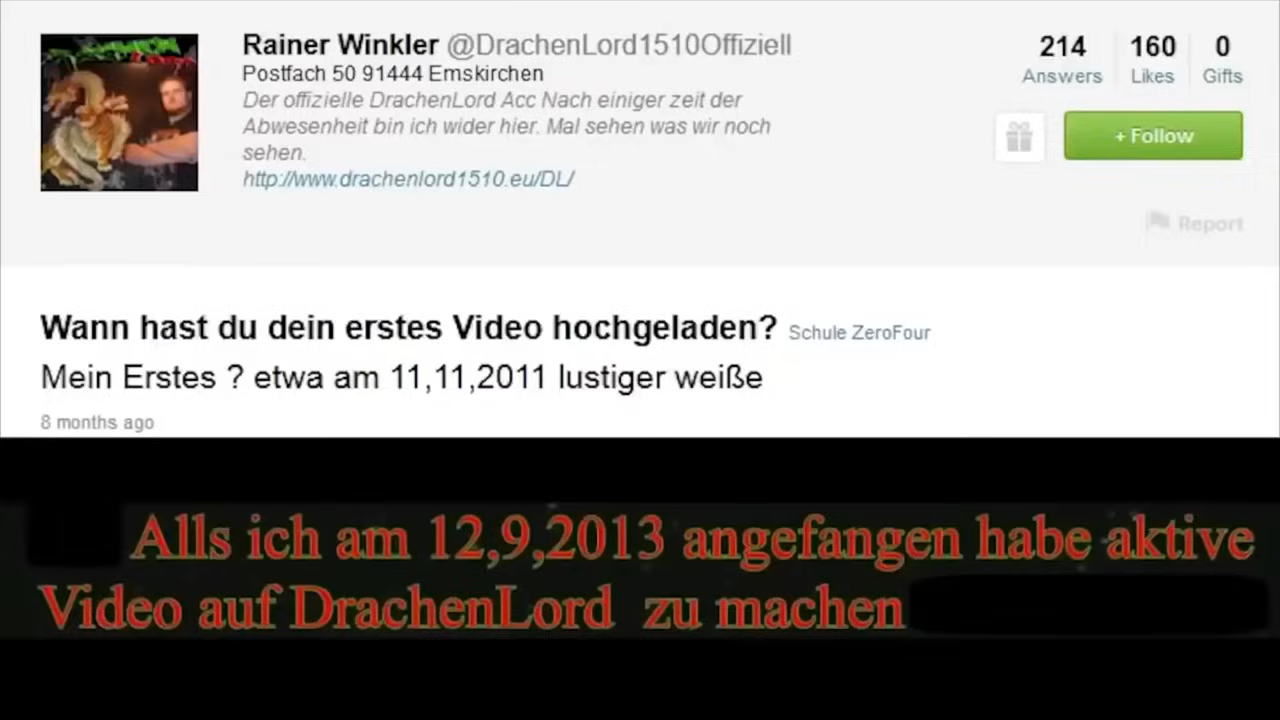 Rainer Winkler @DrachenLord1510Offiziell
Postfach 50 91444 Emskirchen
Der offizielle DrachenLord Acc Nach einiger zeit der
Abwesenheit bin ich wider hier. Mal sehen was wir noch
sehen.
http://www.drachenlord1510.eu/DL/
214 160 0
Answers Likes Gifts
+ Follow
Report
Wann hast du dein erstes Video hochgeladen? Schule ZeroFour
Mein Erstes ? etwa am 11,11,2011 lustiger weiße
8 months ago
Alls ich am 12,9,2013 angefangen habe aktive
Video auf DrachenLord zu machen